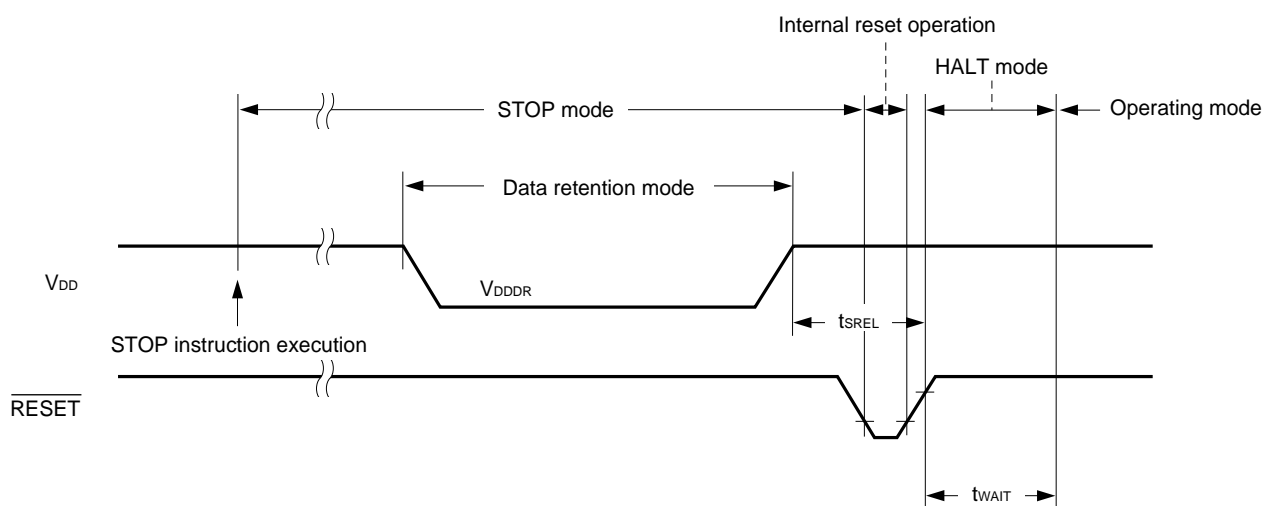 Internal reset operation
HALT mode
STOP mode
Operating mode
Data retention mode
VDD
VDDDR
tSREL
STOP instruction execution
RESET
tWAIT